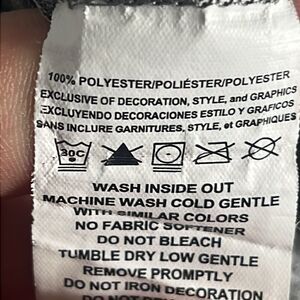 100% POLYESTER/POLIÉSTER/POLYESTER
EXCLUSIVE OF DECORATION, STYLE, and GRAPHICS
EXCLUYENDO DECORACIONES ESTILO Y GRAFICOS
SANS INCLURE GARNITURES, STYLE, et GRAPHIQUES
30C
WASH INSIDE OUT
MACHINE WASH COLD GENTLE
WITH SIMILAR COLORS
NO FABRIC SOFTENER
DO NOT BLEACH
TUMBLE DRY LOW GENTLE
REMOVE PROMPTLY
DO NOT IRON DECORATION
DO NOT